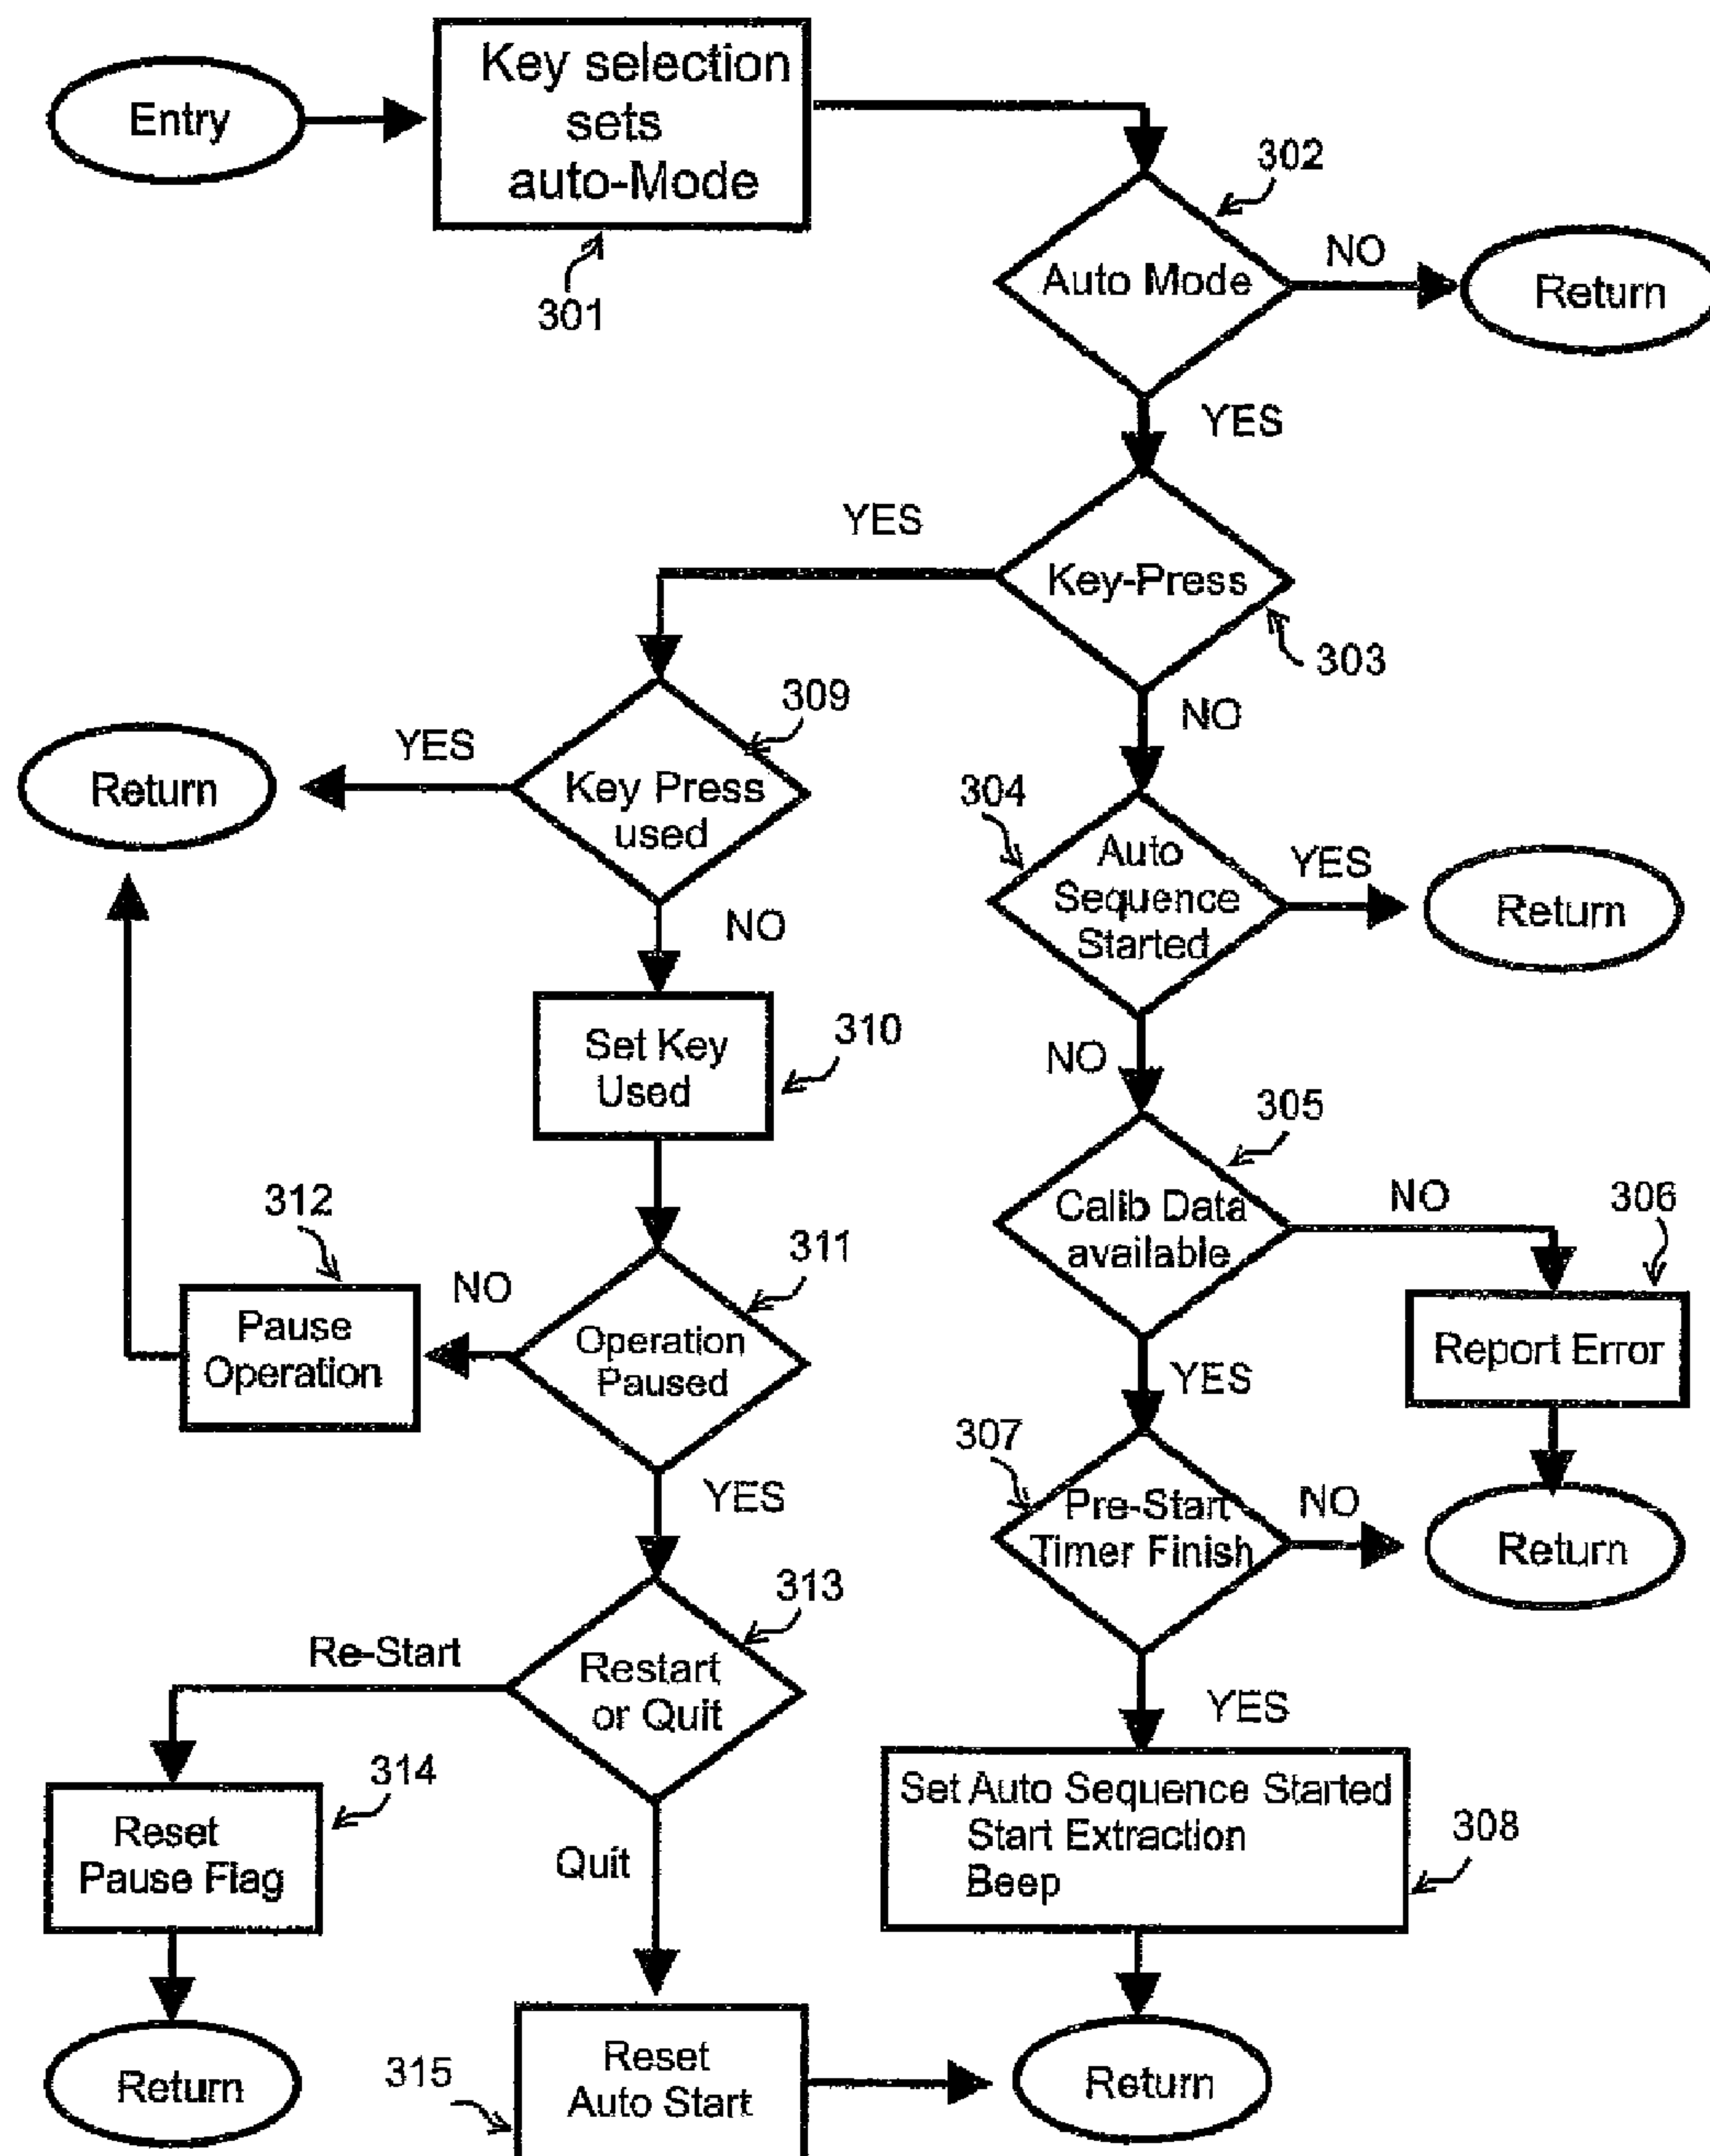 Entry
Key selection
sets
auto-Mode
301
302
Auto Mode
NO
Return
YES
Key-Press
303
YES
NO
309
Key Press
used
YES
Return
NO
304
Auto
Sequence
Started
YES
Return
NO
Set Key
Used
310
305
Calib Data
available
NO
306
Report Error
YES
312
Pause
Operation
NO
311
Operation
Paused
YES
307
Pre-Start
Timer Finish
NO
Return
YES
313
Restart
or Quit
Re-Start
314
Reset
Pause Flag
Quit
Set Auto Sequence Started
Start Extraction
Beep
308
Return
315
Reset
Auto Start
Return